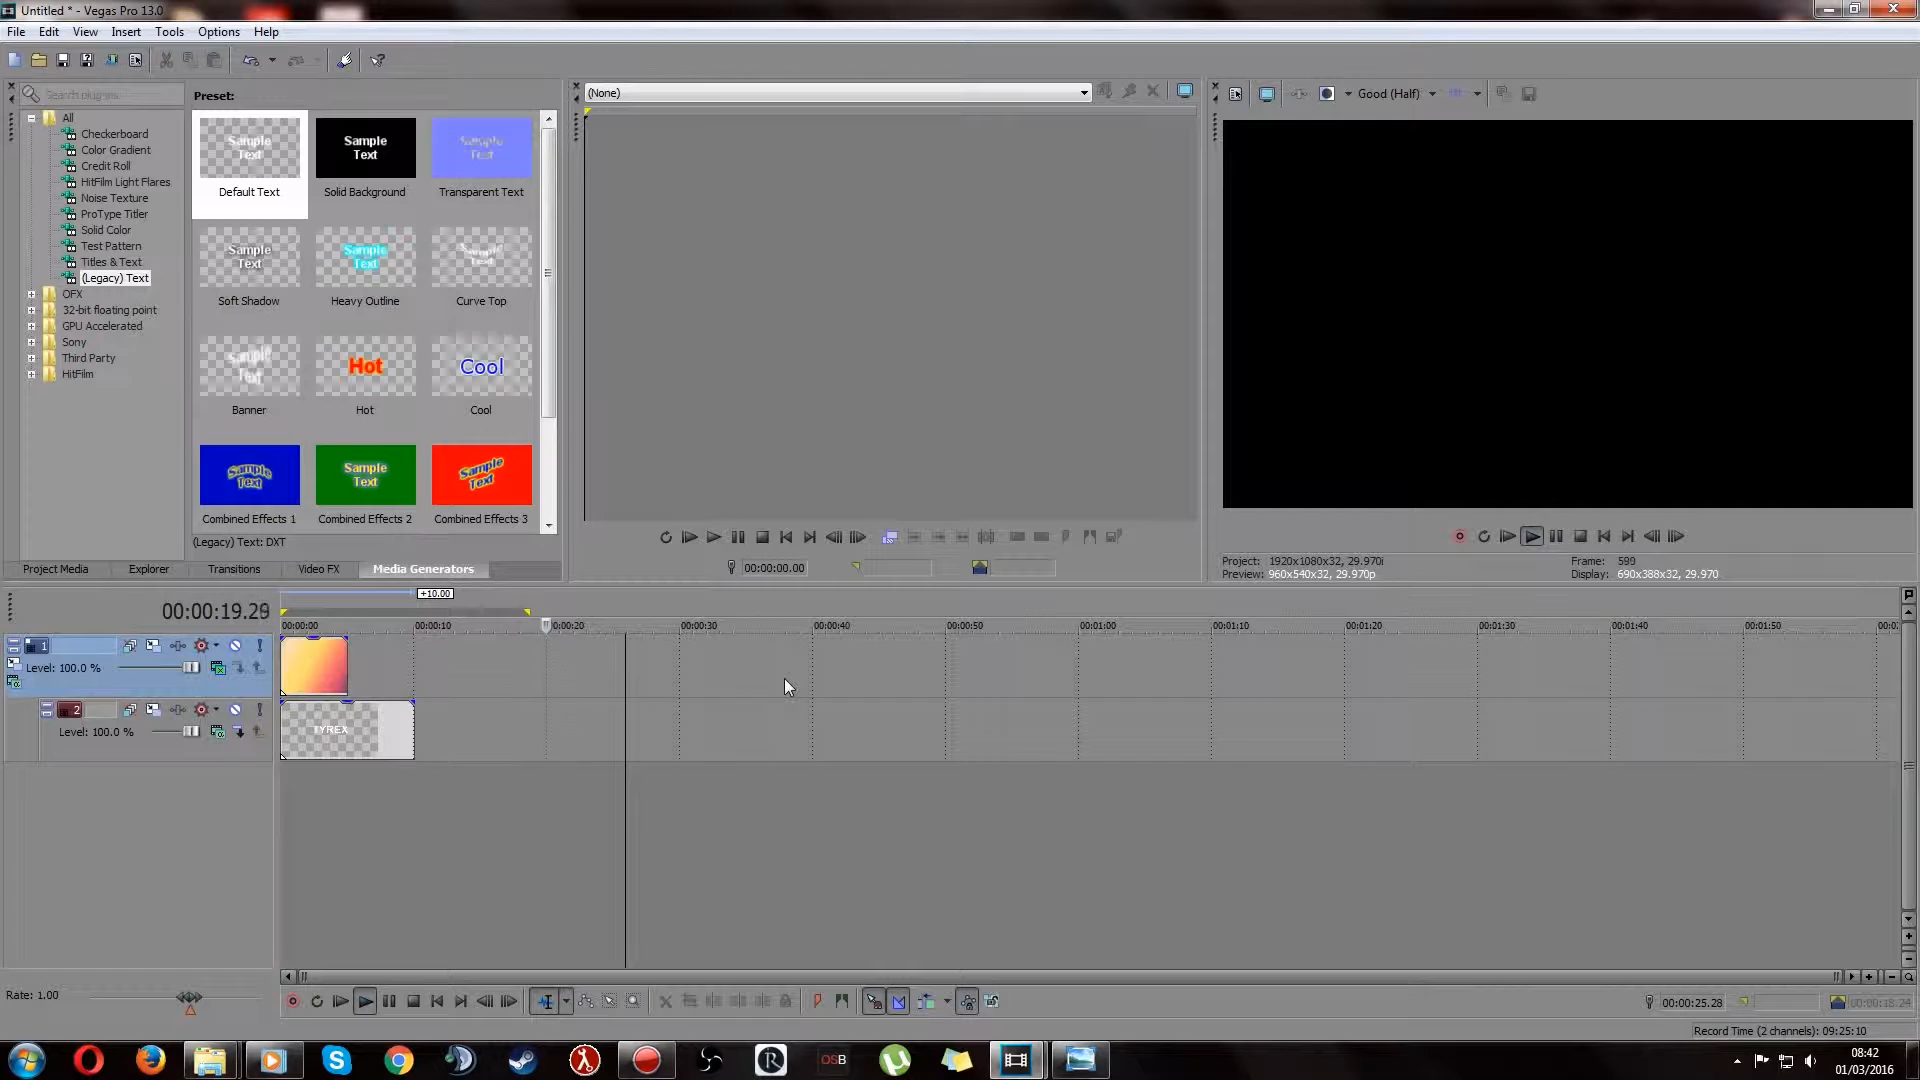 Untitled * - Vegas Pro 13.0
File Edit View Insert Tools Options Help
Search plug-ins
Preset:
All
Checkerboard
Color Gradient
Credit Roll
HitFilm Light Flares
Noise Texture
ProType Titler
Solid Color
Test Pattern
Titles & Text
(Legacy) Text
OFX
32-bit floating point
GPU Accelerated
Sony
Third Party
HitFilm
Sample Text
Default Text
Sample Text
Solid Background
Sample Text
Transparent Text
Sample Text
Soft Shadow
Sample Text
Heavy Outline
Sample Text
Curve Top
Sample Text
Banner
Hot
Hot
Cool
Cool
Sample Text
Combined Effects 1
Sample Text
Combined Effects 2
Sample Text
Combined Effects 3
(Legacy) Text: DXT
Project Media Explorer Transitions Video FX Media Generators
(None)
00:00:00.00
Good (Half)
Project: 1920x1080x32, 29.970i
Preview: 960x540x32, 29.970p
Frame: 599
Display: 690x388x32, 29.970
00:00:19.29
+10.00
00:00:00 00:00:10 00:00:20 00:00:30 00:00:40 00:00:50 00:01:00 00:01:10 00:01:20 00:01:30 00:01:40 00:01:50
1
Level: 100.0 %
2
Level: 100.0 %
TYREX
Rate: 1.00
00:00:25.28
00:00:18.24
Record Time (2 channels): 09:25:10
OSB
08:42
01/03/2016